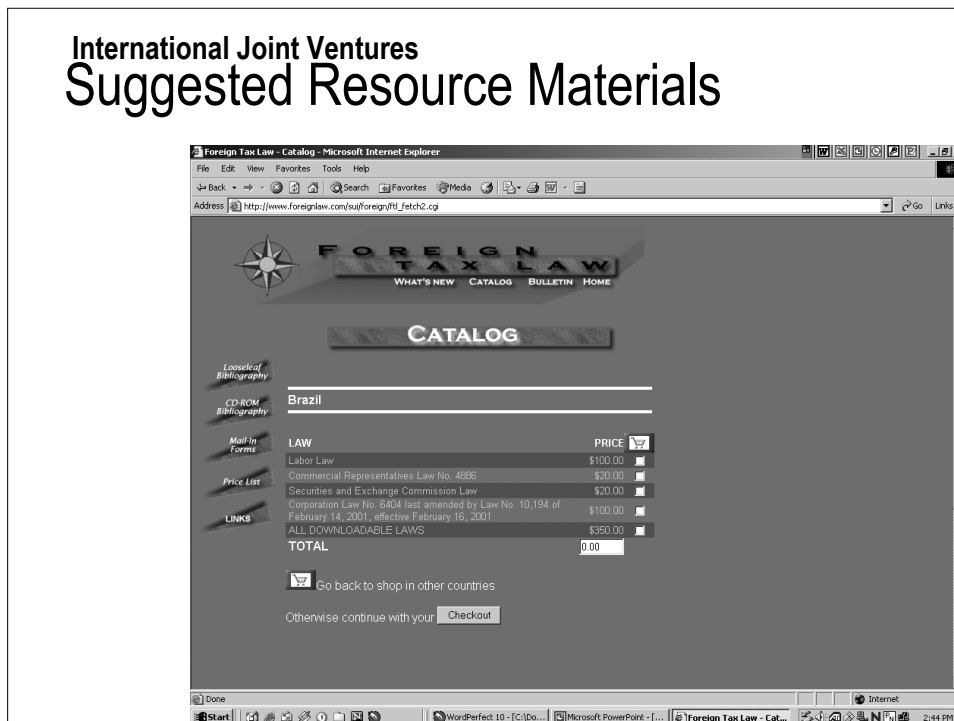 International Joint Ventures
Suggested Resource Materials
Foreign Tax Law - Catalog - Microsoft Internet Explorer
File Edit View Favorites Tools Help
Back Search Favorites Media
Address http://www.foreignlaw.com/sui/foreign/ftl_fetch2.cgi Go Links
FOREIGN
TAX LAW
WHAT'S NEW CATALOG BULLETIN HOME
CATALOG
Looseleaf
Bibliography
CD-ROM
Bibliography
Mail-In
Forms
Price List
LINKS
Brazil
LAW PRICE
Labor Law $100.00
Commercial Representatives Law No. 4886 $20.00
Securities and Exchange Commission Law $20.00
Corporation Law No. 6404 last amended by Law No. 10,194 of
February 14, 2001, effective February 16, 2001 $100.00
ALL DOWNLOADABLE LAWS $350.00
TOTAL 0.00
Go back to shop in other countries
Otherwise continue with your Checkout
Done Internet
Start WordPerfect 10 - [C:\Do... Microsoft PowerPoint - [... Foreign Tax Law - Cat... 2:44 PM